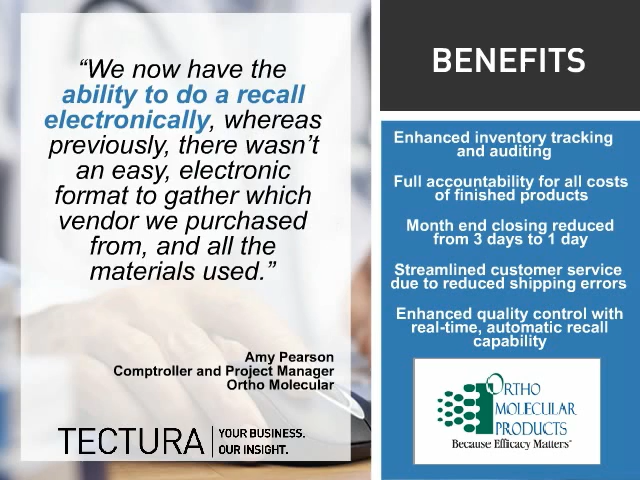 “We now have the
ability to do a recall
electronically, whereas
previously, there wasn’t
an easy, electronic
format to gather which
vendor we purchased
from, and all the
materials used.”
Amy Pearson
Comptroller and Project Manager
Ortho Molecular
TECTURA
YOUR BUSINESS.
OUR INSIGHT.
BENEFITS
Enhanced inventory tracking
and auditing
Full accountability for all costs
of finished products
Month end closing reduced
from 3 days to 1 day
Streamlined customer service
due to reduced shipping errors
Enhanced quality control with
real-time, automatic recall
capability
ORTHO
MOLECULAR
PRODUCTS
Because Efficacy Matters™